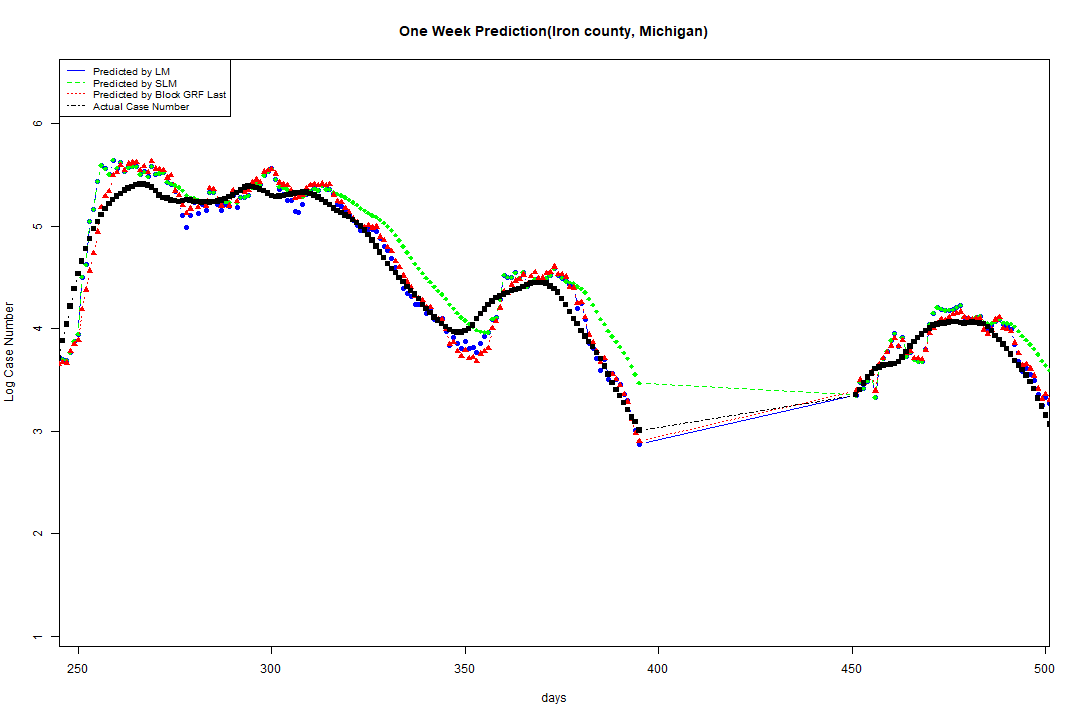 One Week Prediction(Iron county, Michigan)
Predicted by LM
Predicted by SLM
Predicted by Block GRF Last
Actual Case Number
6
5
4
3
2
1
Log Case Number
250 300 350 400 450 500
days